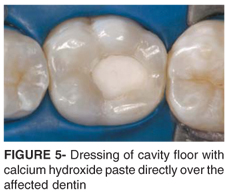 FIGURE 5- Dressing of cavity floor with
calcium hydroxide paste directly over the
affected dentin